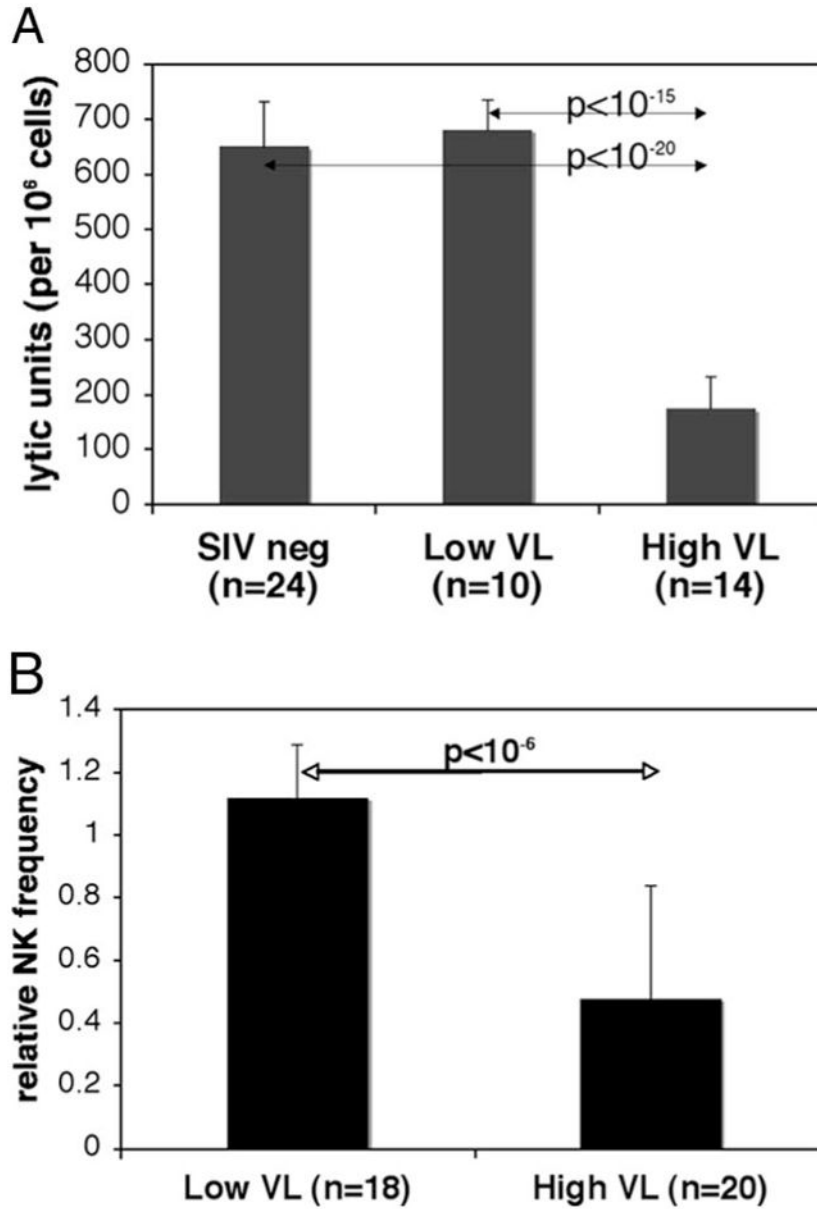 A
lytic units (per 10⁶ cells)
800
700
600
500
400
300
200
100
0
p<10⁻¹⁵
p<10⁻²⁰
SIV neg
(n=24)
Low VL
(n=10)
High VL
(n=14)
B
relative NK frequency
1.4
1.2
1
0.8
0.6
0.4
0.2
0
p<10⁻⁶
Low VL (n=18)
High VL (n=20)